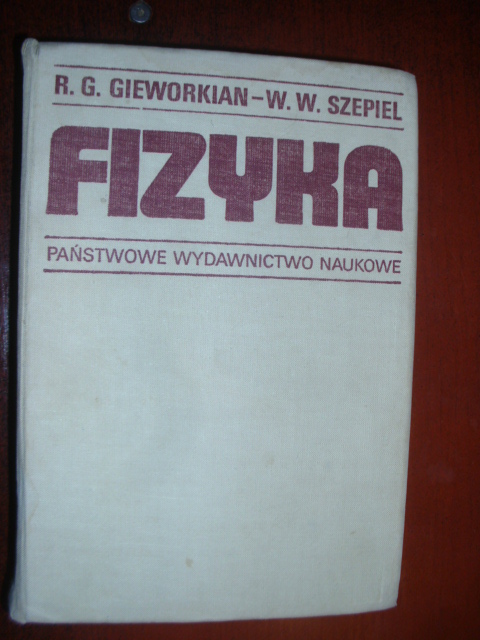 R. G. GIEWORKIAN – W. W. SZEPIEL
FIZYKA
PAŃSTWOWE WYDAWNICTWO NAUKOWE